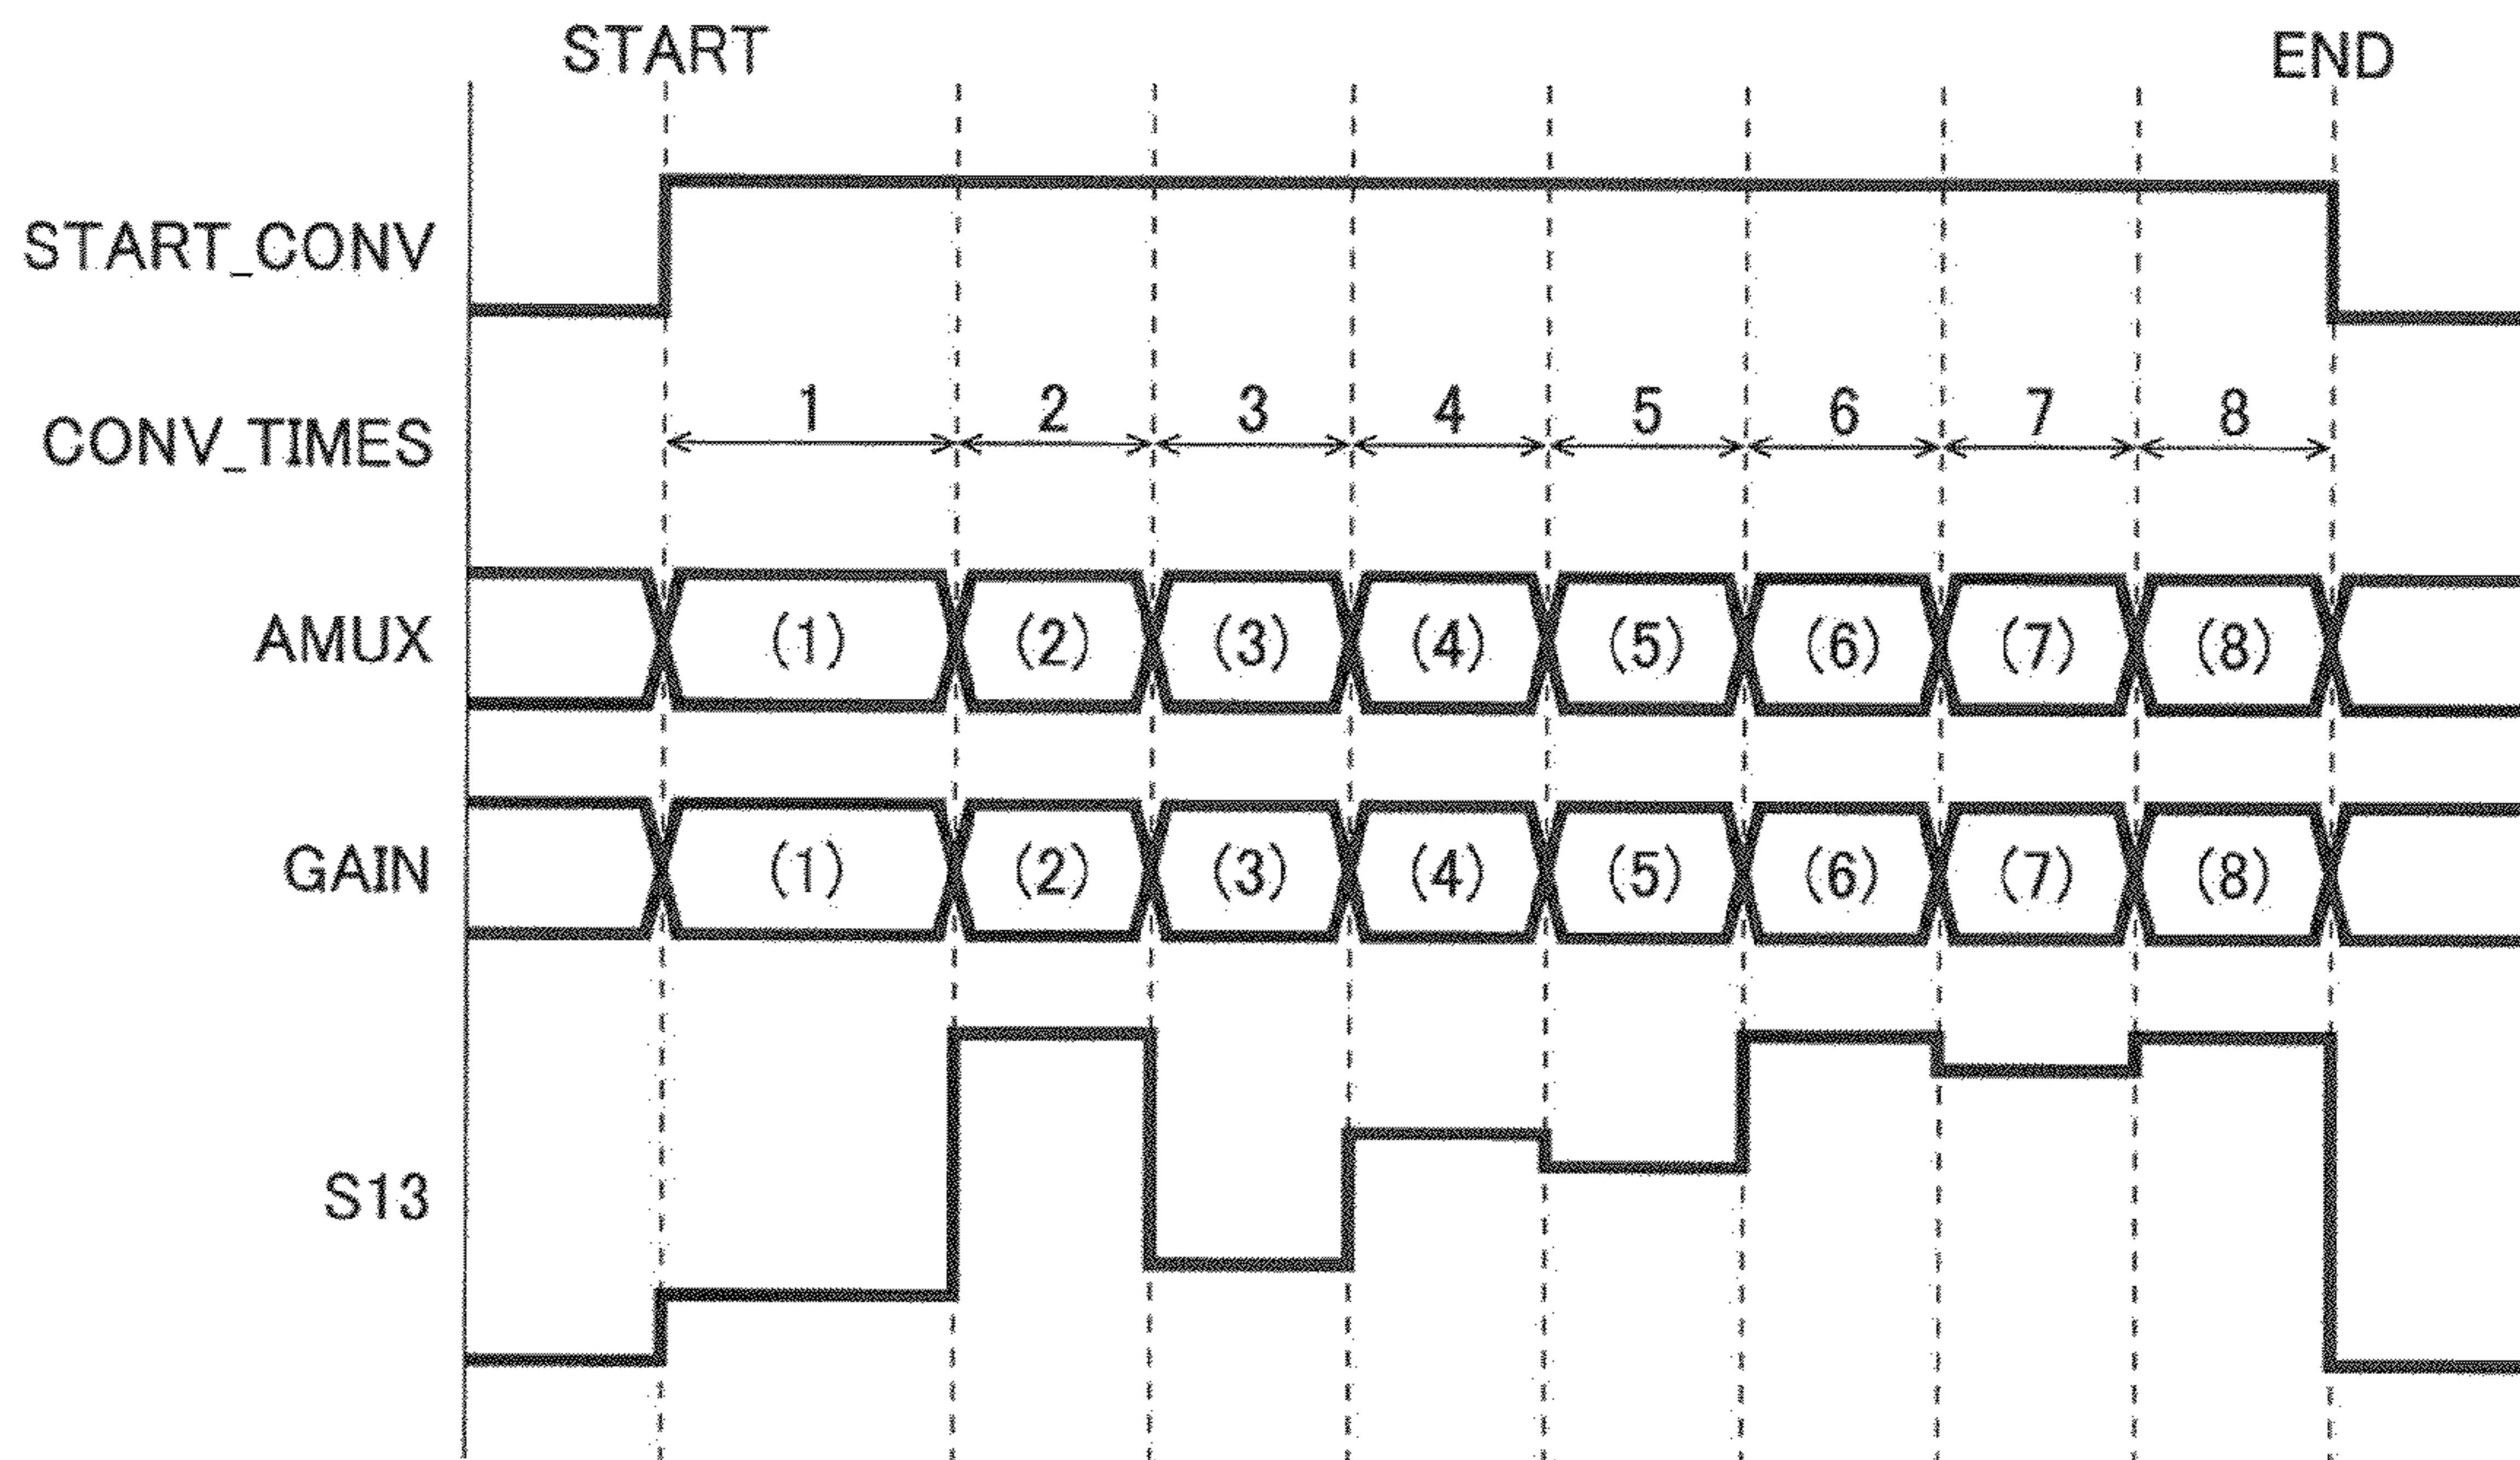 START END
START_CONV
CONV_TIMES 1 2 3 4 5 6 7 8
AMUX (1) (2) (3) (4) (5) (6) (7) (8)
GAIN (1) (2) (3) (4) (5) (6) (7) (8)
S13